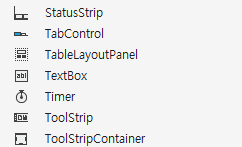 StatusStrip
TabControl
TableLayoutPanel
TextBox
Timer
ToolStrip
ToolStripContainer